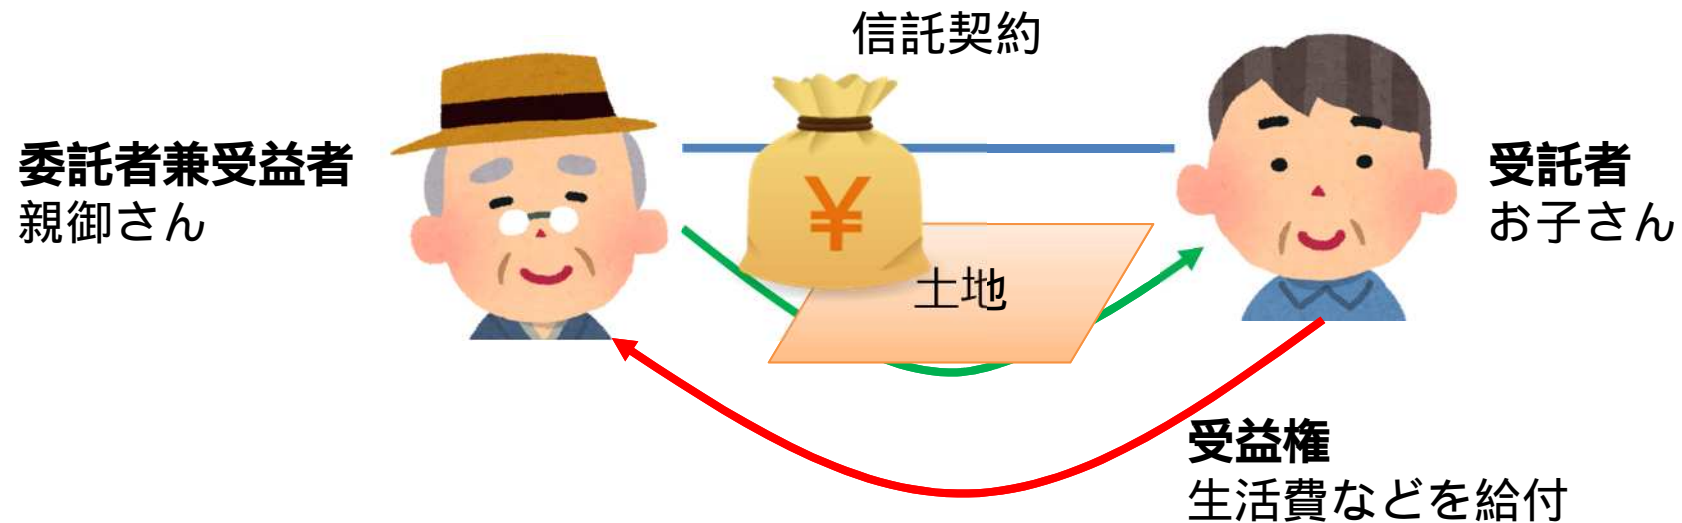 信託契約
委託者兼受益者
親御さん
¥
土地
受託者
お子さん
受益権
生活費などを給付